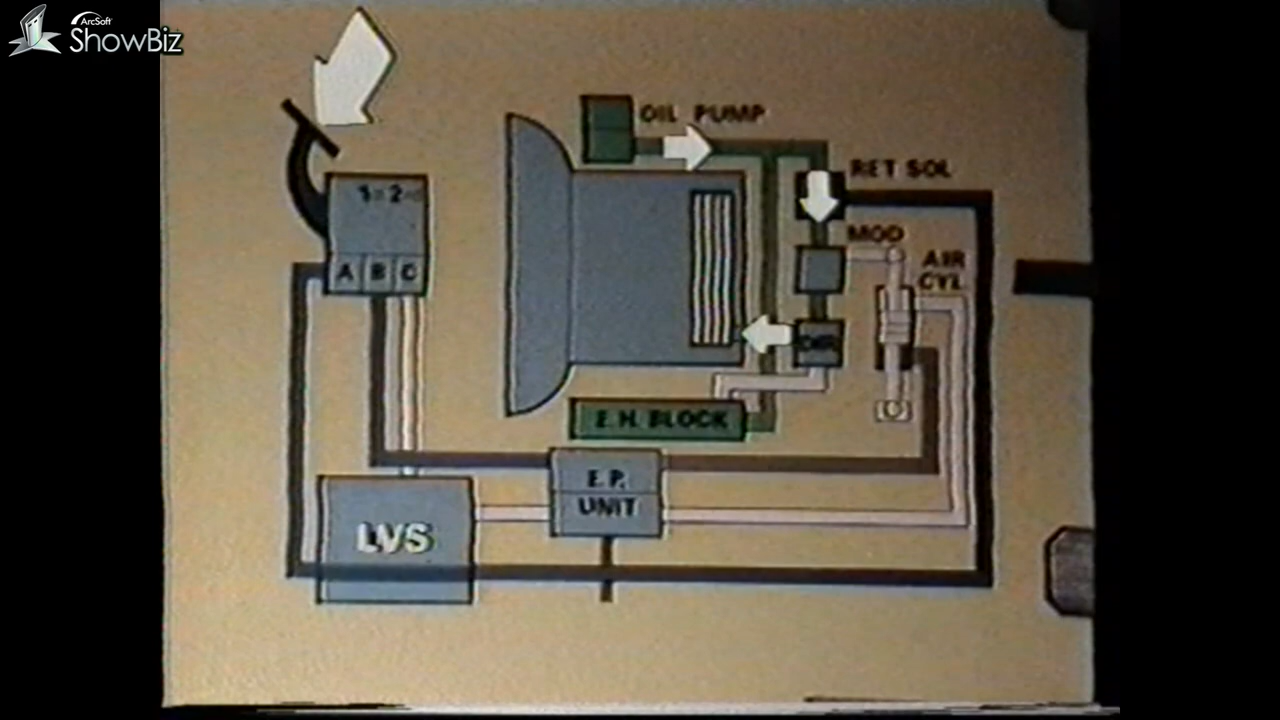 ArcSoft
ShowBiz
OIL PUMP
RET SOL
1 2
MOD
A B C
AIR
CYL
E.H. BLOCK
E.P.
UNIT
LVS